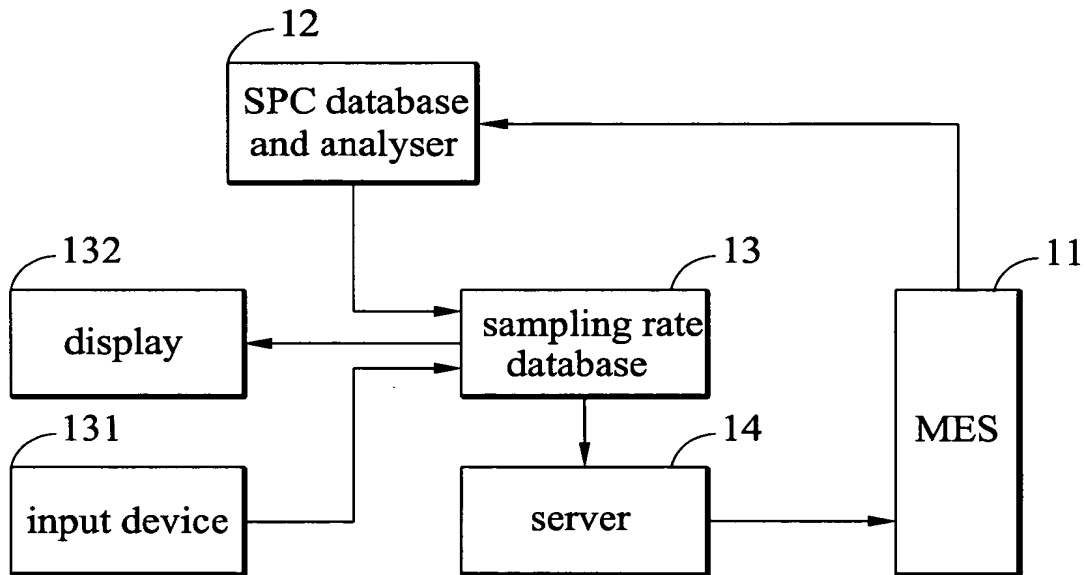 12
SPC database
and analyser
132
display
13
sampling rate
database
11
MES
131
input device
14
server